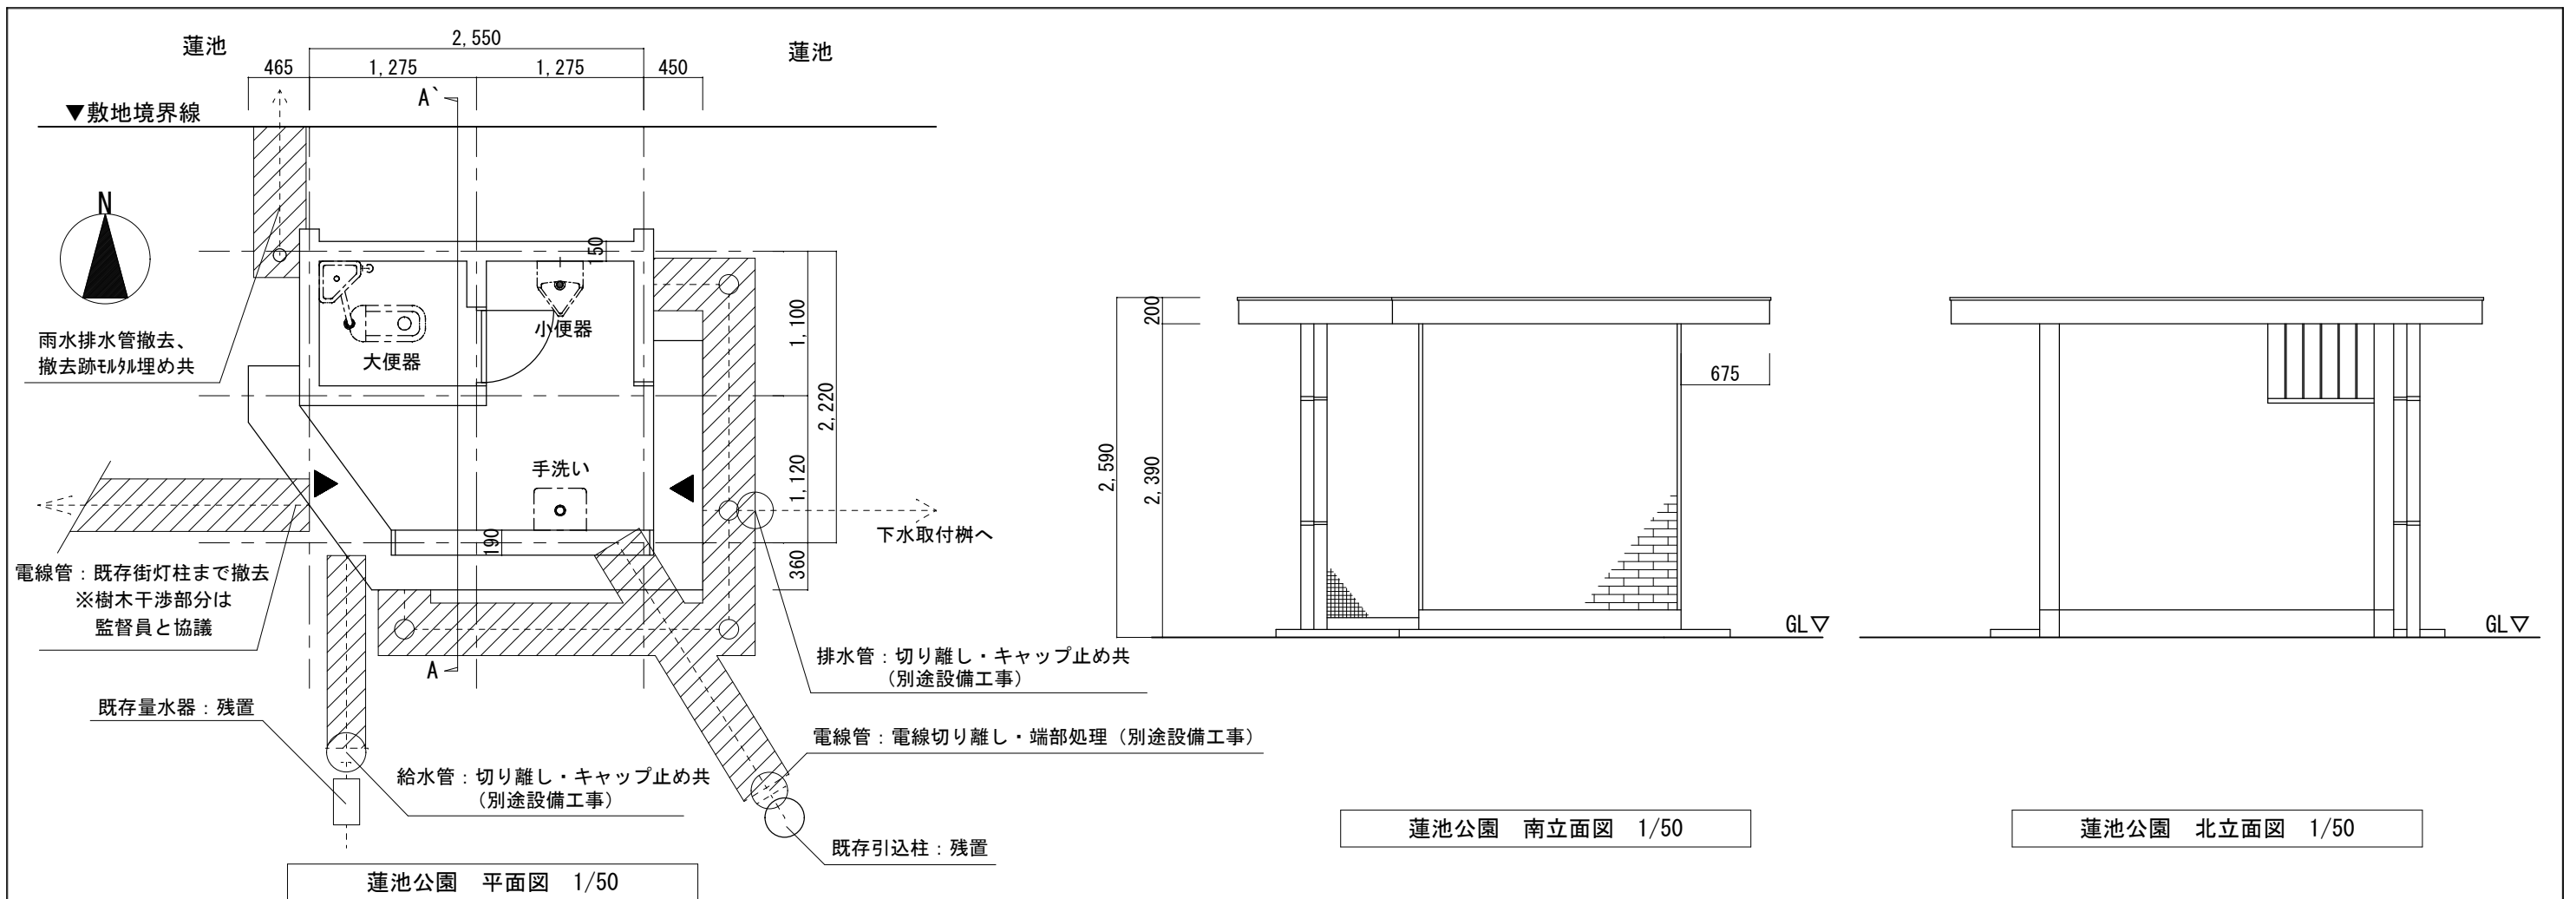 蓮池
2,550
蓮池
465
1,275
1,275
450
A`
▼敷地境界線
N
150
1,100
2,220
1,120
360
190
雨水排水管撤去、
撤去跡ﾓﾙﾀﾙ埋め共
大便器
小便器
手洗い
下水取付桝へ
電線管：既存街灯柱まで撤去
※樹木干渉部分は
監督員と協議
A
排水管：切り離し・キャップ止め共
（別途設備工事）
既存量水器：残置
電線管：電線切り離し・端部処理（別途設備工事）
給水管：切り離し・キャップ止め共
（別途設備工事）
既存引込柱：残置
蓮池公園　平面図　1/50
200
2,590
2,390
675
GL▽
蓮池公園　南立面図　1/50
GL▽
蓮池公園　北立面図　1/50